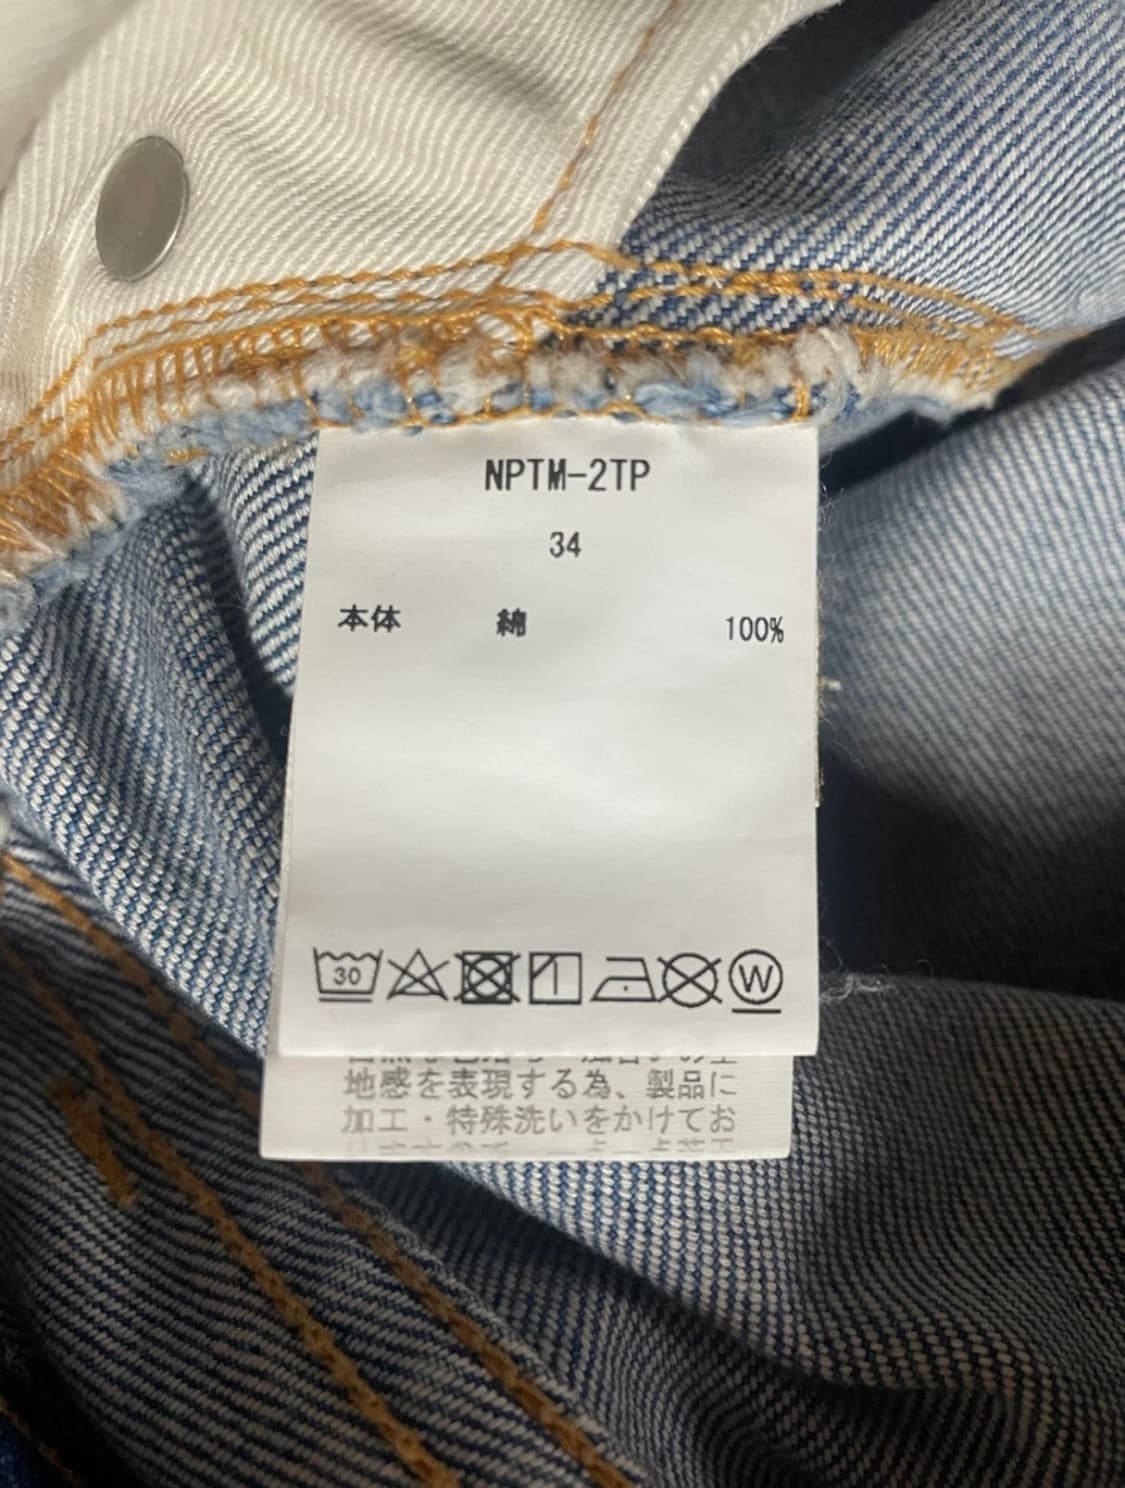 NPTM-2TP
34
本体 綿 100%
30
W
地感を表現する為、製品に
加工・特殊洗いをかけてお